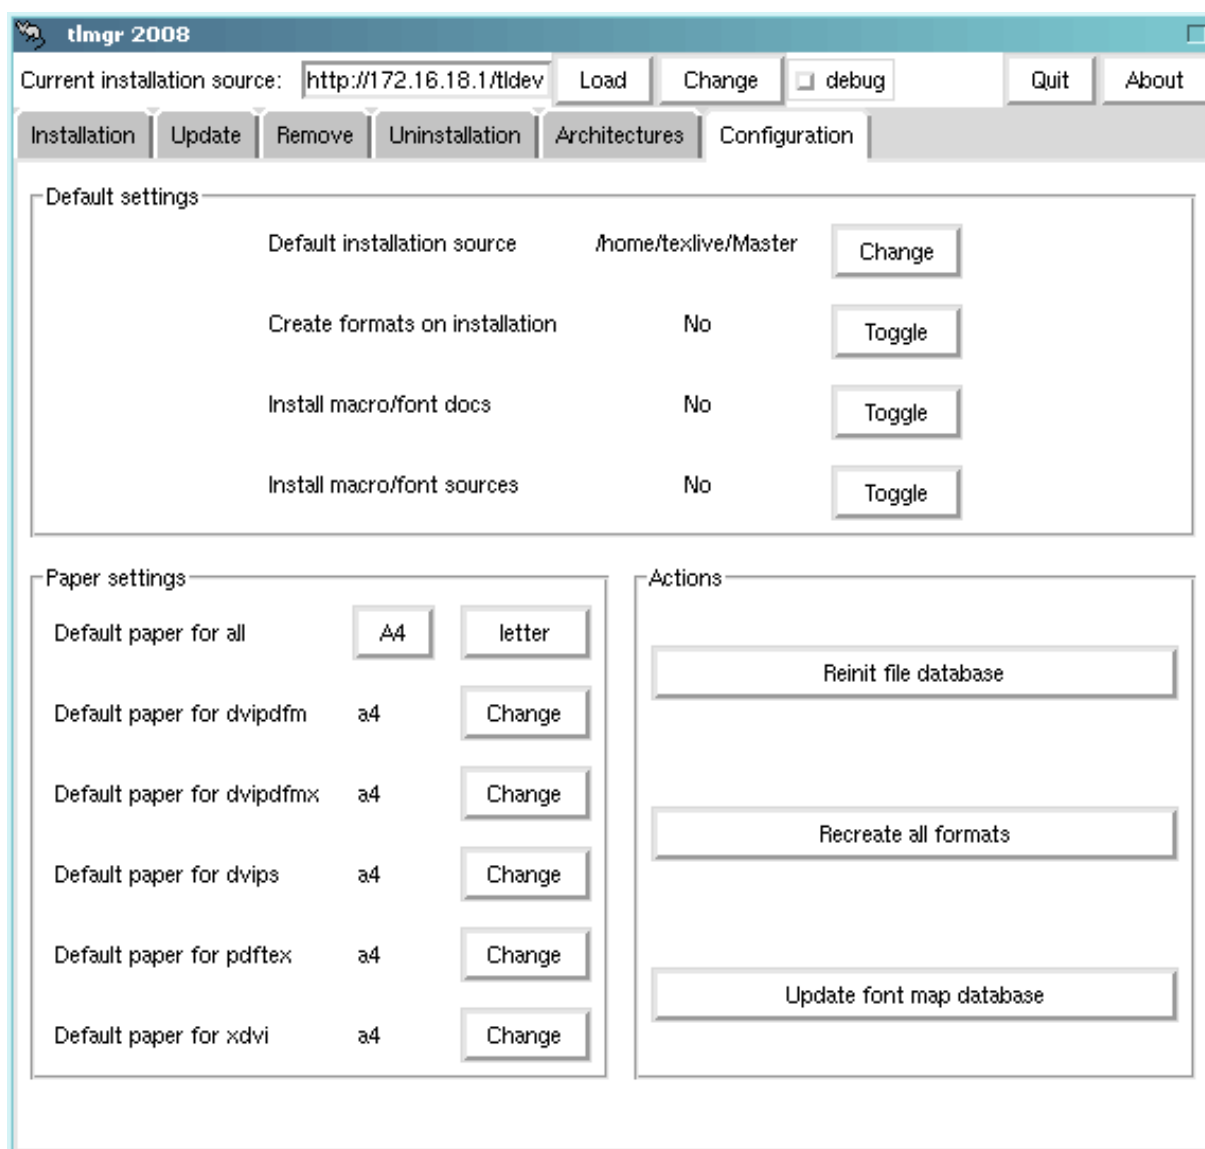 tlmgr 2008
Current installation source: http://172.16.18.1/tldev Load Change debug Quit About
Installation Update Remove Uninstallation Architectures Configuration
Default settings
Default installation source /home/texlive/Master Change
Create formats on installation No Toggle
Install macro/font docs No Toggle
Install macro/font sources No Toggle
Paper settings
Default paper for all A4 letter
Default paper for dvipdfm a4 Change
Default paper for dvipdfmx a4 Change
Default paper for dvips a4 Change
Default paper for pdftex a4 Change
Default paper for xdvi a4 Change
Actions
Reinit file database
Recreate all formats
Update font map database